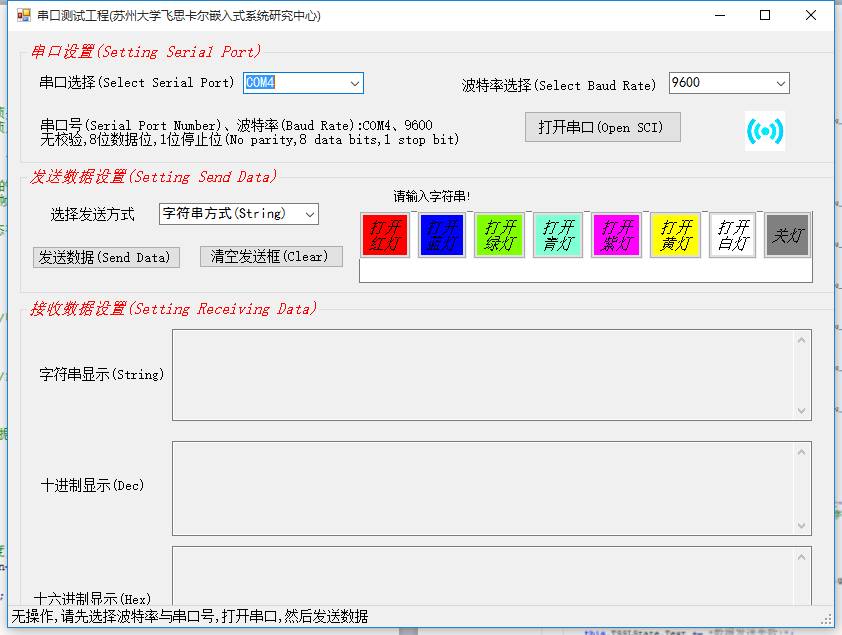 串口测试工程(苏州大学飞思卡尔嵌入式系统研究中心)
串口设置(Setting Serial Port)
串口选择(Select Serial Port) COM4 波特率选择(Select Baud Rate) 9600
串口号(Serial Port Number)、波特率(Baud Rate):COM4、9600
无校验,8位数据位,1位停止位(No parity,8 data bits,1 stop bit)
打开串口(Open SCI)
发送数据设置(Setting Send Data)
请输入字符串!
选择发送方式 字符串方式(String)
打开红灯 打开蓝灯 打开绿灯 打开青灯 打开紫灯 打开黄灯 打开白灯 关灯
发送数据(Send Data) 清空发送框(Clear)
接收数据设置(Setting Receiving Data)
字符串显示(String)
十进制显示(Dec)
十六进制显示(Hex)
无操作,请先选择波特率与串口号,打开串口,然后发送数据